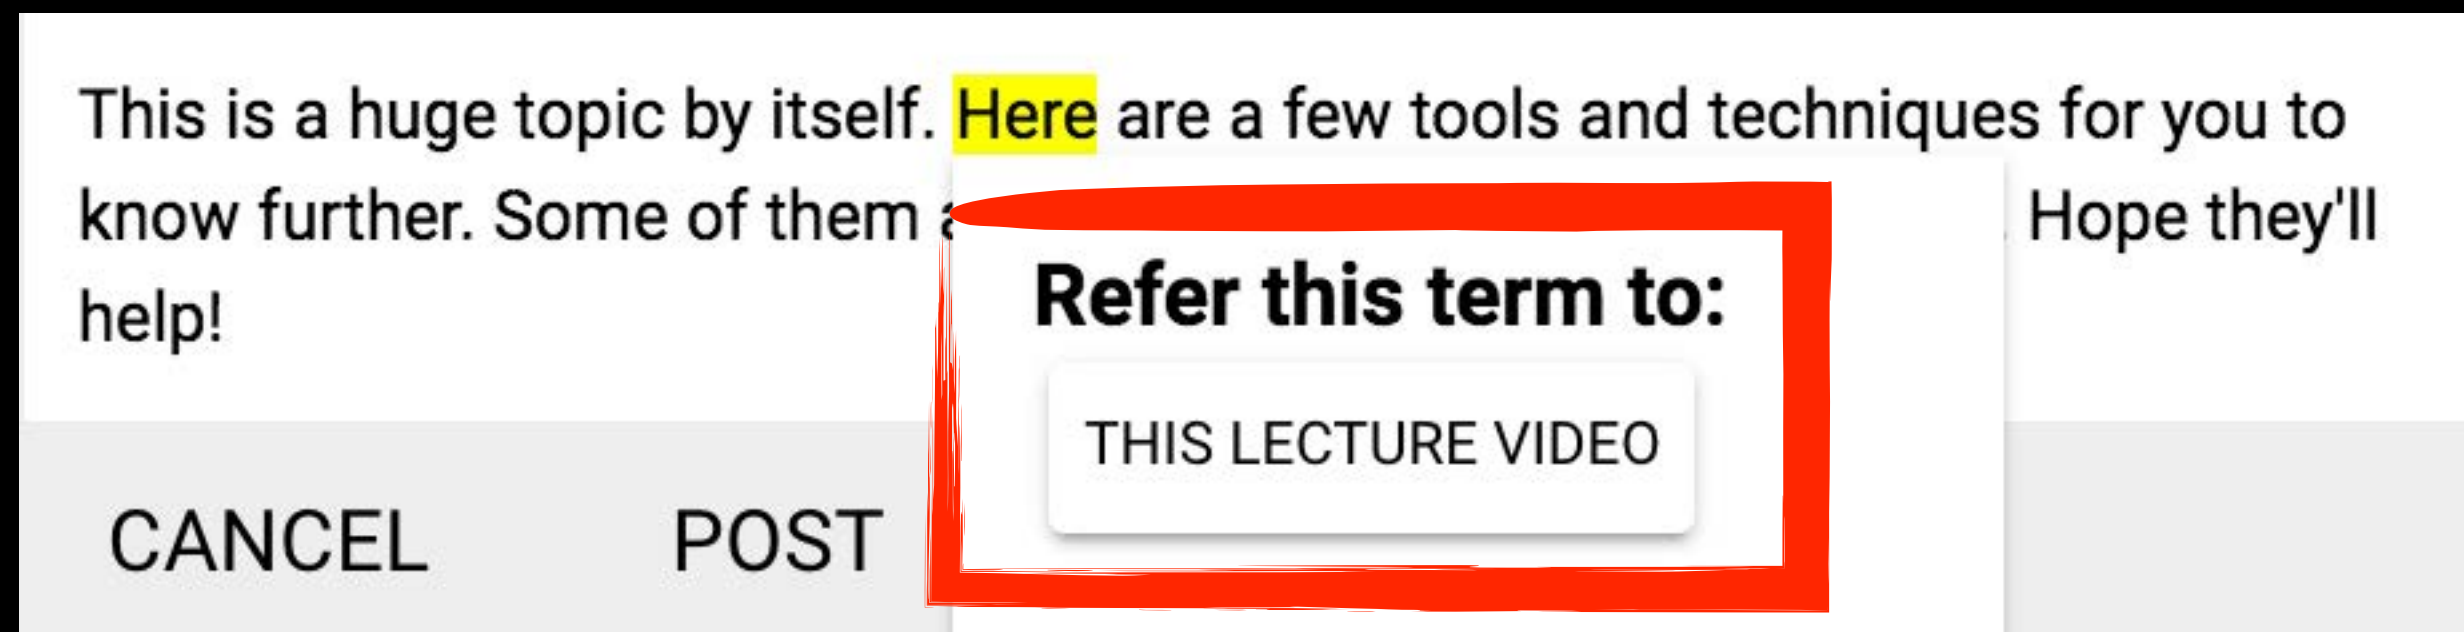 This is a huge topic by itself. Here are a few tools and techniques for you to
know further. Some of them Hope they'll
help!
Refer this term to:
THIS LECTURE VIDEO
CANCEL POST